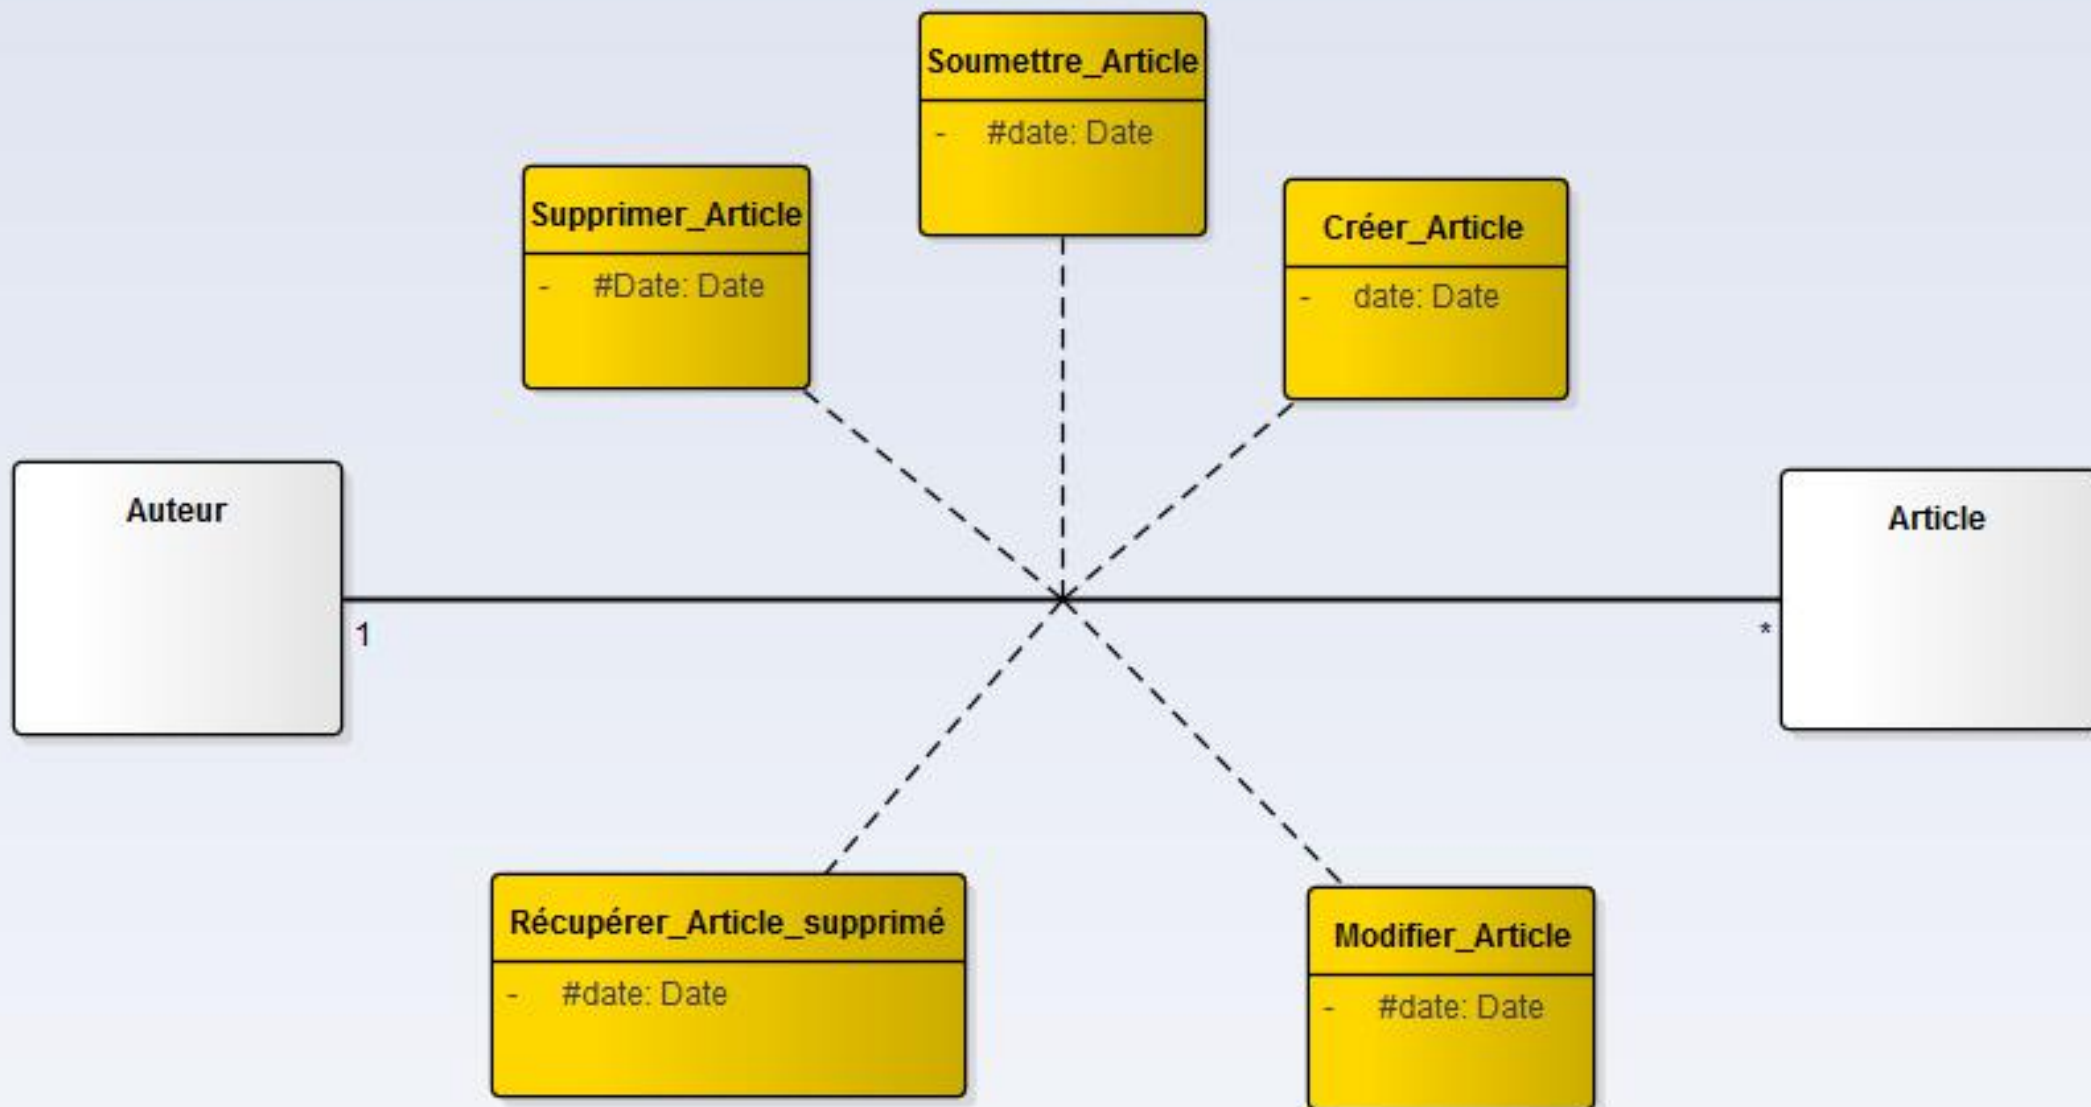 Soumettre_Article
- #date: Date
Supprimer_Article
- #Date: Date
Créer_Article
- date: Date
Auteur
Article
1
*
Récupérer_Article_supprimé
- #date: Date
Modifier_Article
- #date: Date